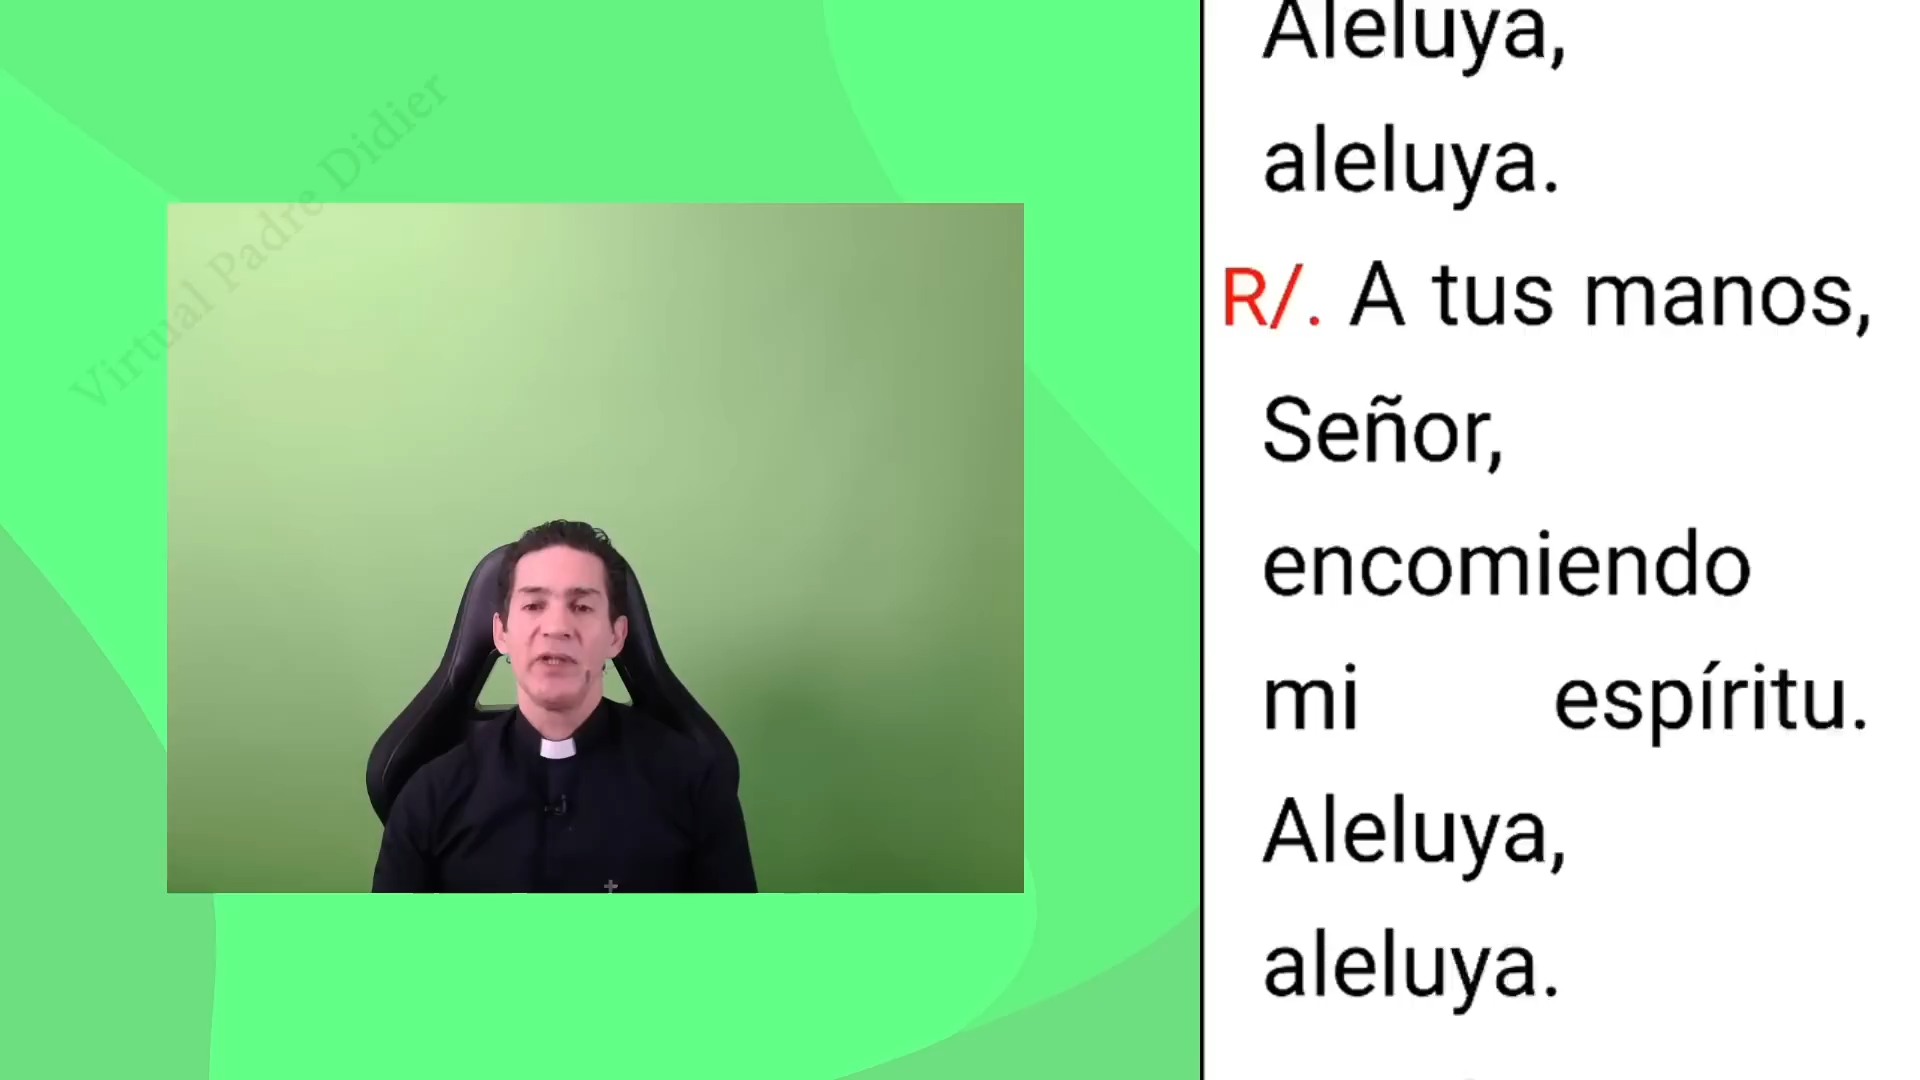 Virtual Padre Didier
Aleluya,
aleluya.
R/. A tus manos,
Señor,
encomiendo
mi espíritu.
Aleluya,
aleluya.